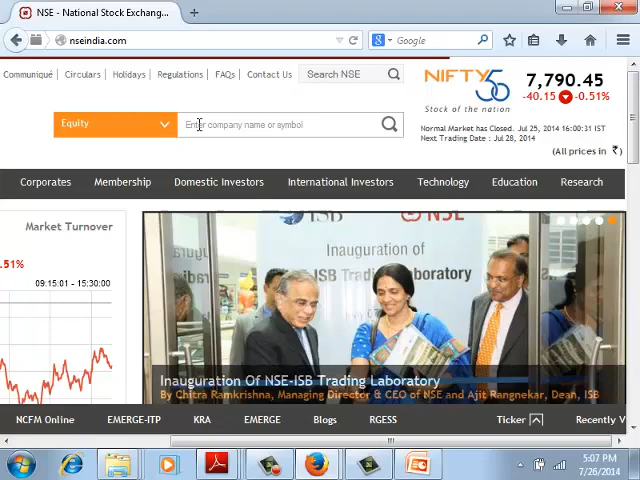 NSE - National Stock Exchang...
nseindia.com
Google
Communiqué Circulars Holidays Regulations FAQs Contact Us Search NSE
NIFTY 50
Stock of the nation
7,790.45
-40.15 -0.51%
Equity
Enter company name or symbol
Normal Market has Closed. Jul 25, 2014 16:00:31 IST
Next Trading Date : Jul 28, 2014
(All prices in ₹)
Corporates Membership Domestic Investors International Investors Technology Education Research
Market Turnover
.51%
09:15:01 - 15:30:00
ISB NSE
Inauguration of
ISB Trading Laboratory
Inauguration Of NSE-ISB Trading Laboratory
By Chitra Ramkrishna, Managing Director & CEO of NSE and Ajit Rangnekar, Dean, ISB
NCFM Online EMERGE-ITP KRA EMERGE Blogs RGESS Ticker Recently V
5:07 PM
7/26/2014